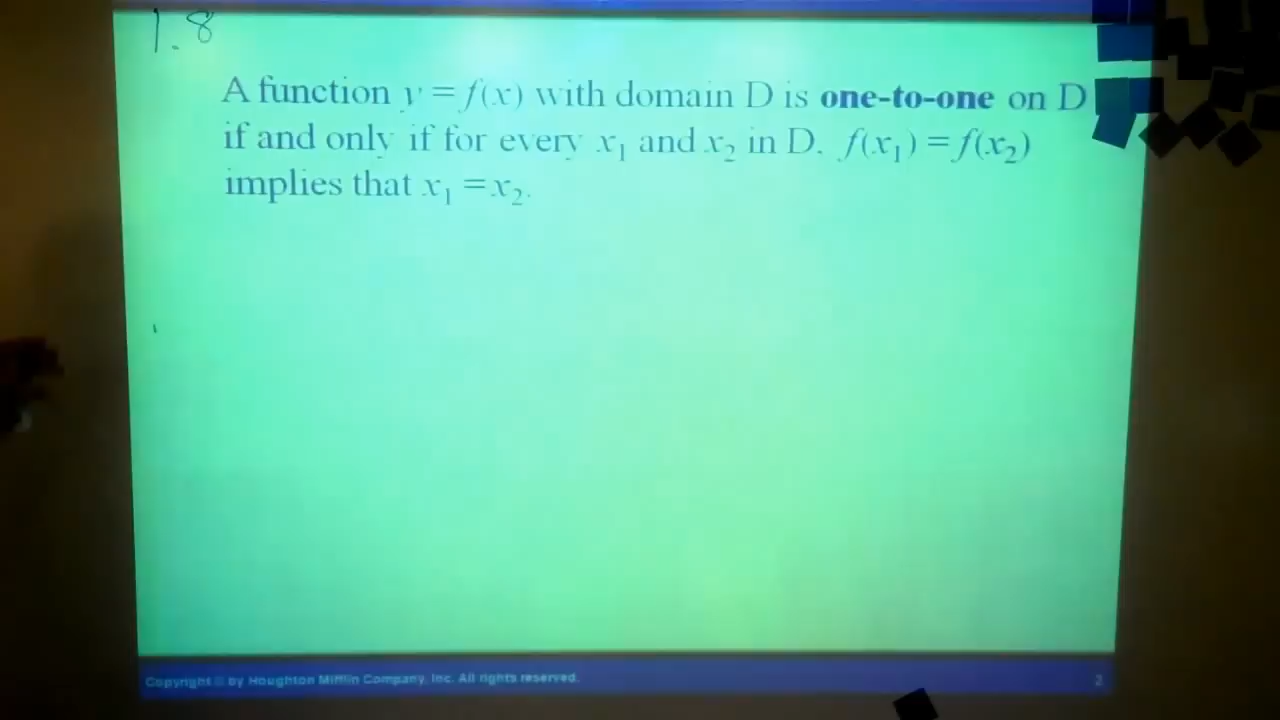 1.8
A function y = f(x) with domain D is one-to-one on D
if and only if for every x₁ and x₂ in D. f(x₁) = f(x₂)
implies that x₁ = x₂.
Copyright © by Houghton Mifflin Company, Inc. All rights reserved.
2